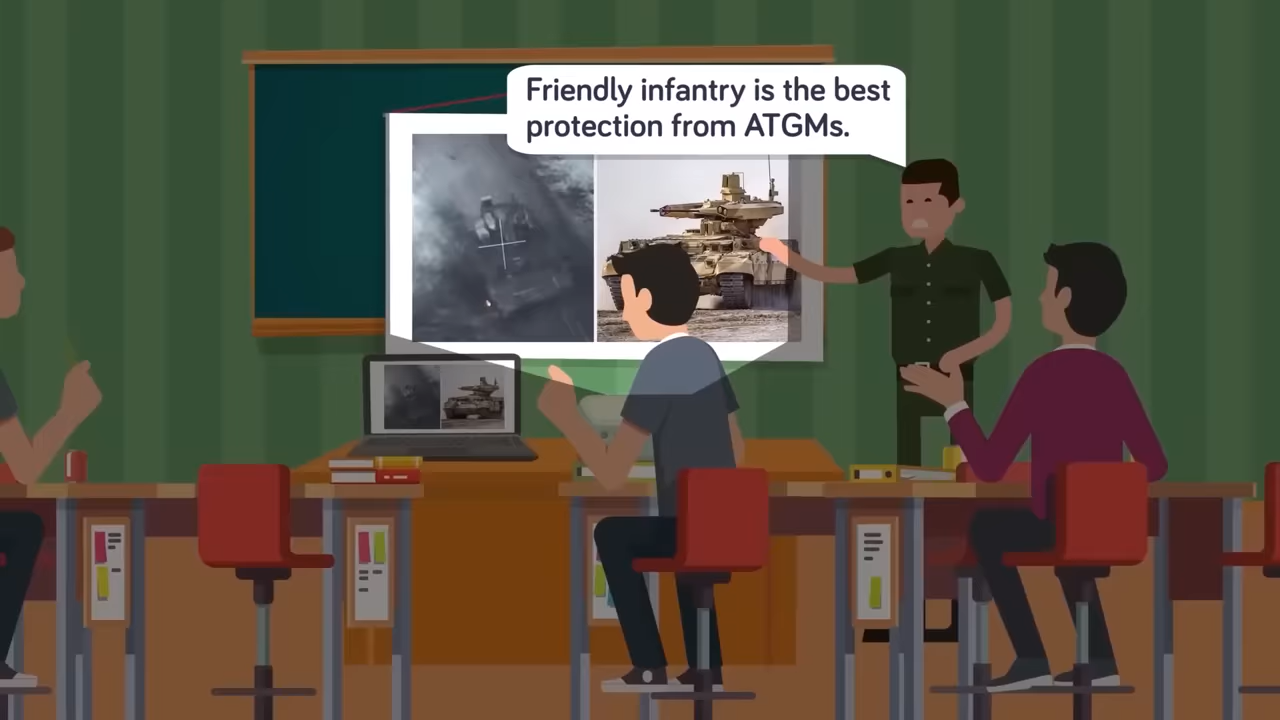 Friendly infantry is the best
protection from ATGMs.